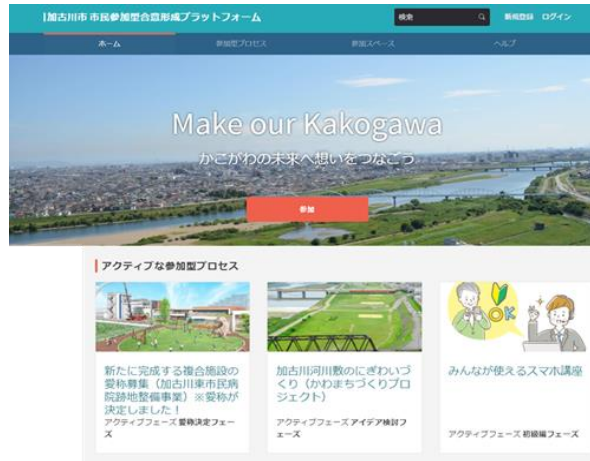 加古川市 市民参加型合意形成プラットフォーム
検索
新規登録 ログイン
ホーム 参加型プロセス 参加スペース ヘルプ
Make our Kakogawa
かこがわの未来へ想いをつなごう
参加
アクティブな参加型プロセス
OK
新たに完成する複合施設の
愛称募集（加古川東市民病
院跡地整備事業）※愛称が
決定しました！
アクティブフェーズ 愛称決定フェー
ズ
加古川河川敷のにぎわいづ
くり（かわまちづくりプロ
ジェクト）
アクティブフェーズ アイデア検討フ
ェーズ
みんなが使えるスマホ講座
アクティブフェーズ 初級編フェーズ